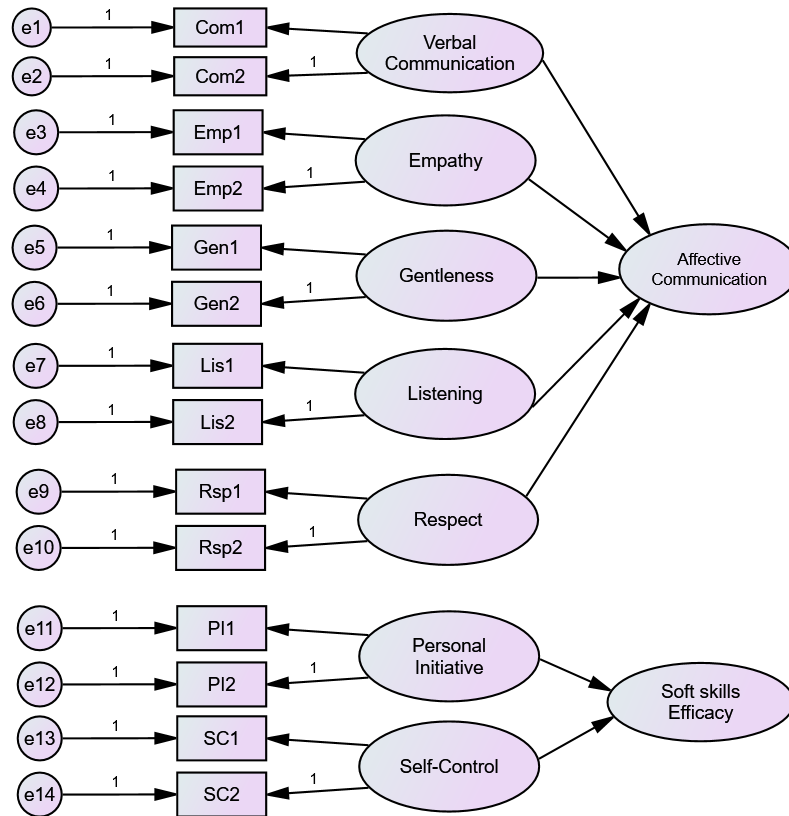 e1
1
Com1
Verbal
Communication
e2
1
Com2
1
e3
1
Emp1
Empathy
e4
1
Emp2
1
e5
1
Gen1
Gentleness
e6
1
Gen2
1
Affective
Communication
e7
1
Lis1
Listening
e8
1
Lis2
1
e9
1
Rsp1
Respect
e10
1
Rsp2
1
e11
1
PI1
Personal
Initiative
e12
1
PI2
1
e13
1
SC1
Self-Control
e14
1
SC2
1
Soft skills
Efficacy